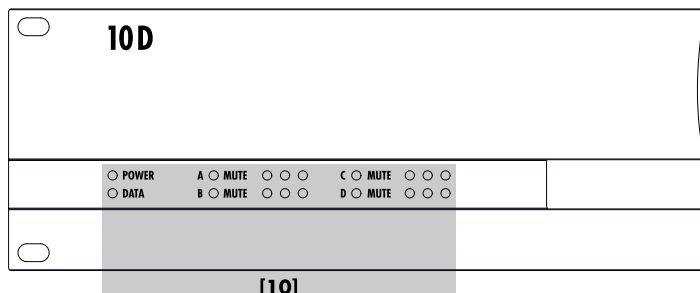 10D
POWER A MUTE C MUTE
DATA B MUTE D MUTE
[10]